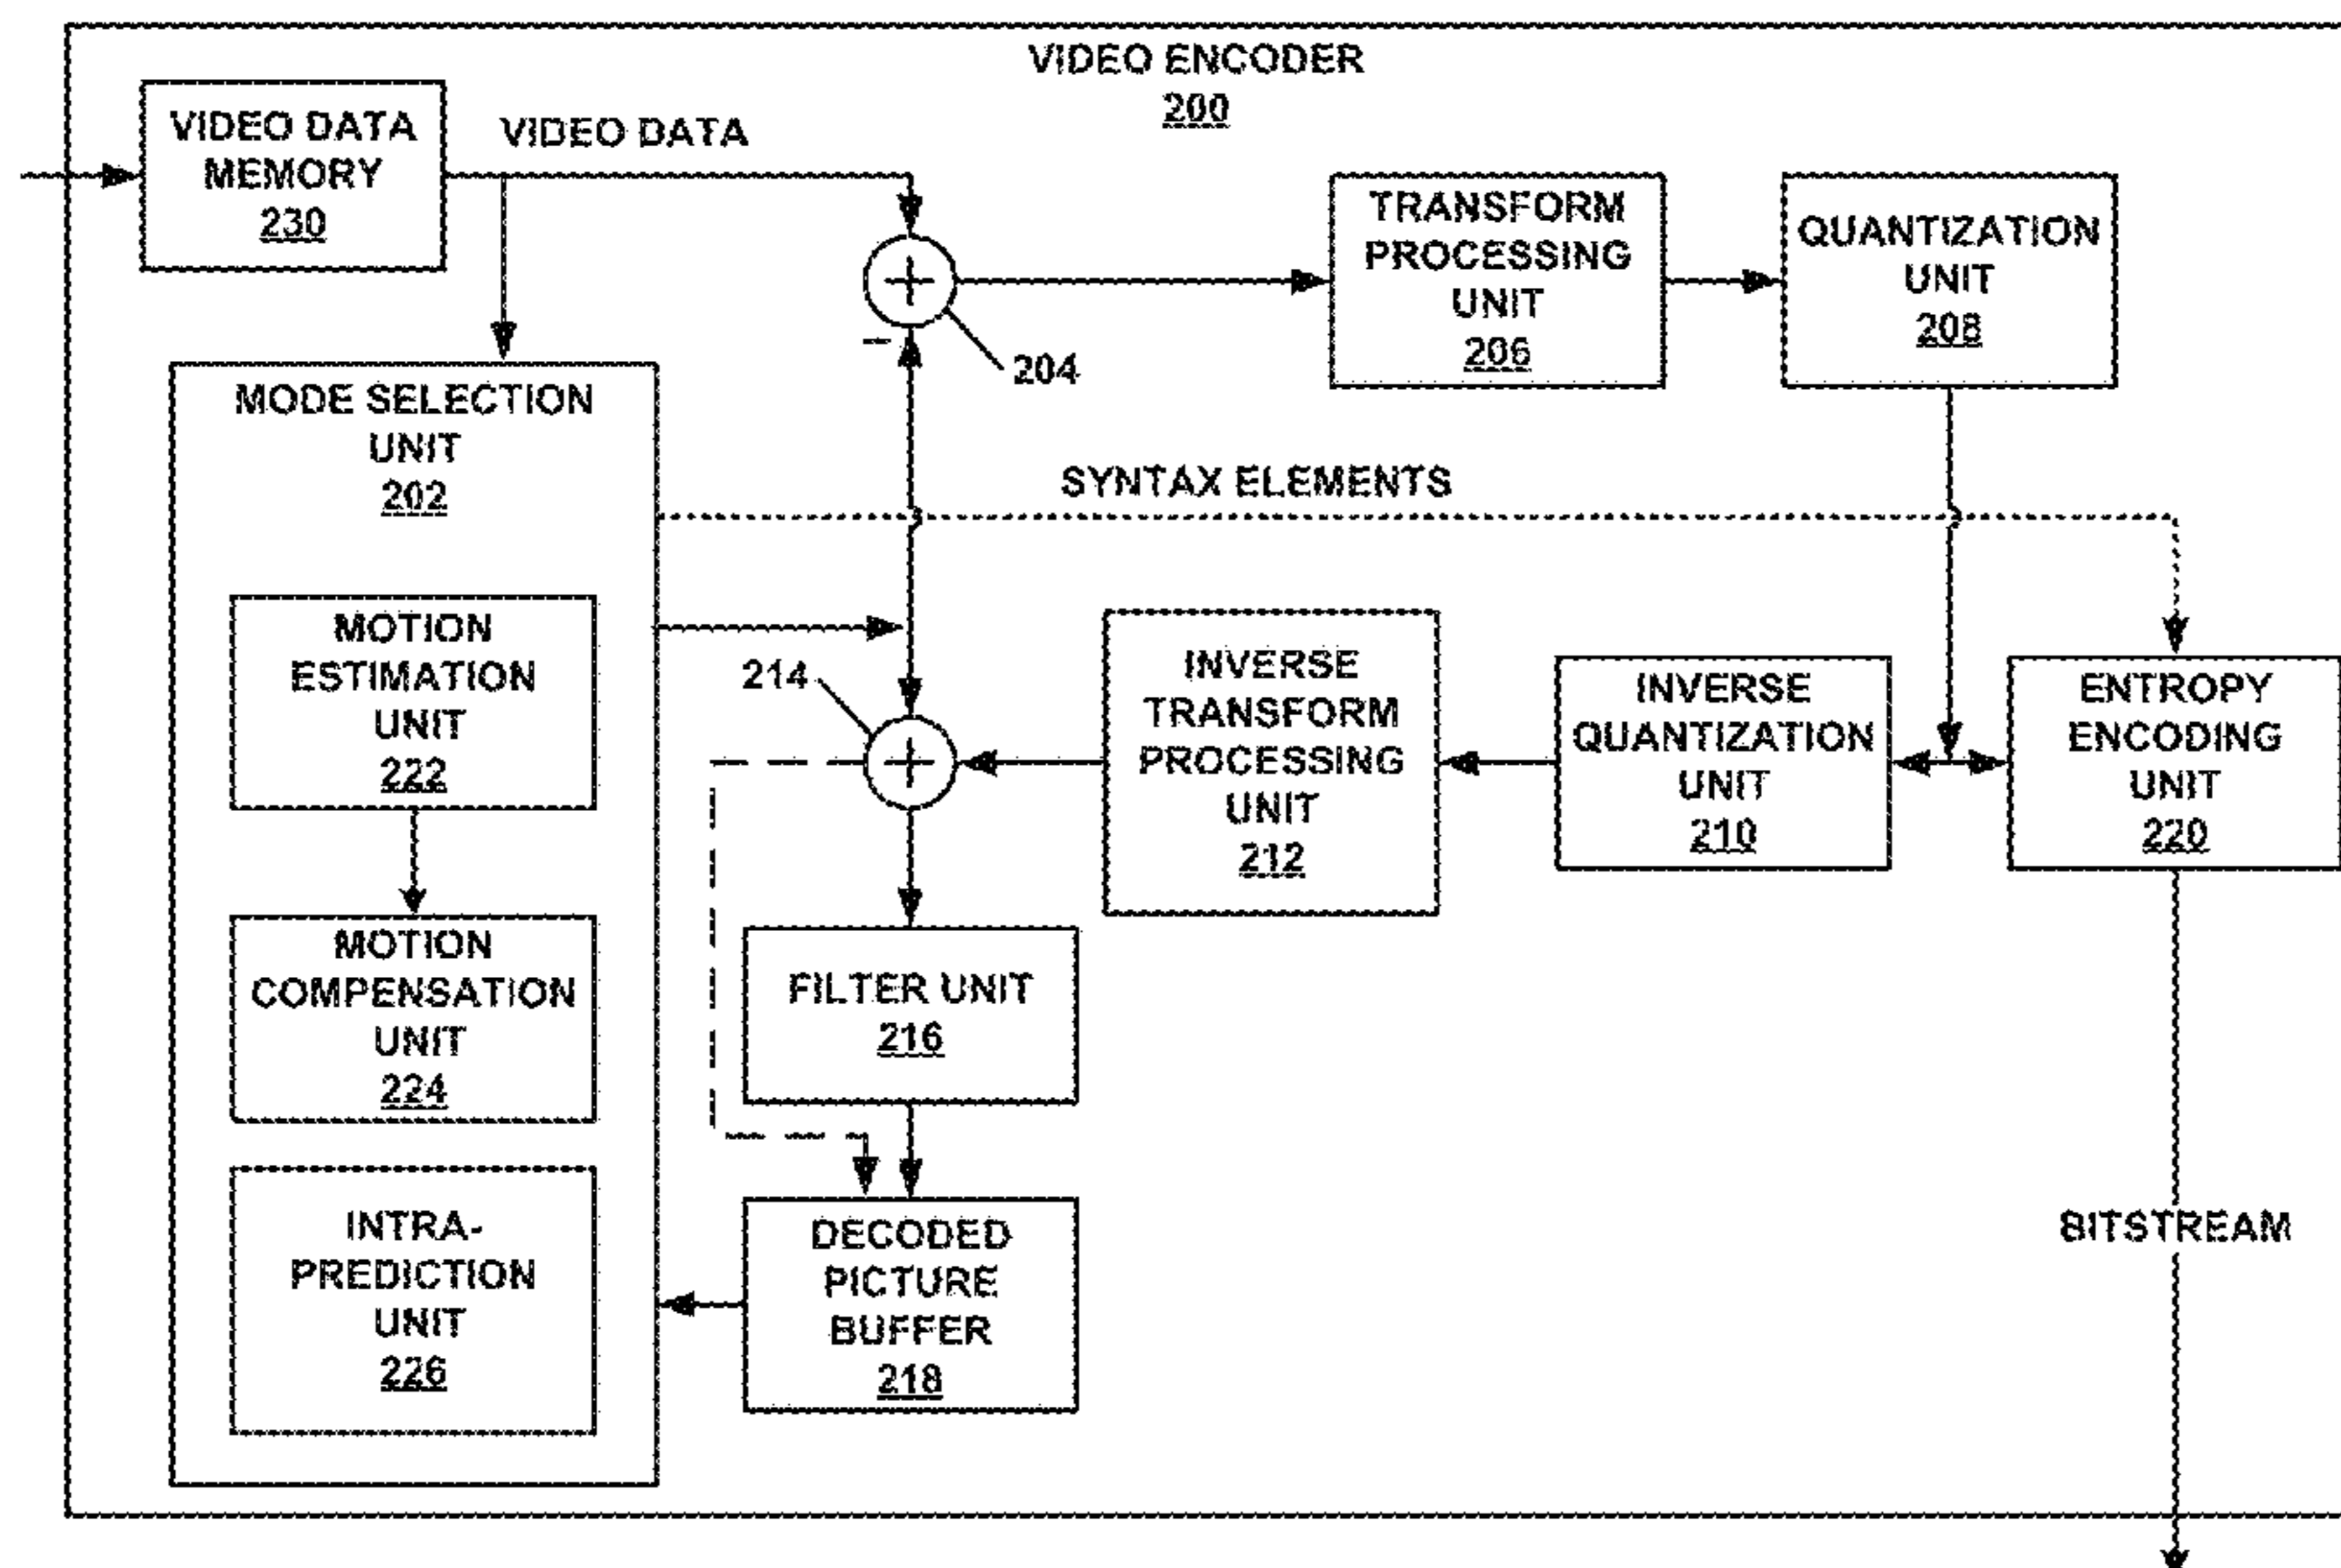 VIDEO ENCODER
200
VIDEO DATA
MEMORY
230
VIDEO DATA
TRANSFORM
PROCESSING
UNIT
206
QUANTIZATION
UNIT
208
204
MODE SELECTION
UNIT
202
SYNTAX ELEMENTS
MOTION
ESTIMATION
UNIT
222
214
INVERSE
TRANSFORM
PROCESSING
UNIT
212
INVERSE
QUANTIZATION
UNIT
210
ENTROPY
ENCODING
UNIT
220
MOTION
COMPENSATION
UNIT
224
FILTER UNIT
216
INTRA-
PREDICTION
UNIT
226
DECODED
PICTURE
BUFFER
218
BITSTREAM